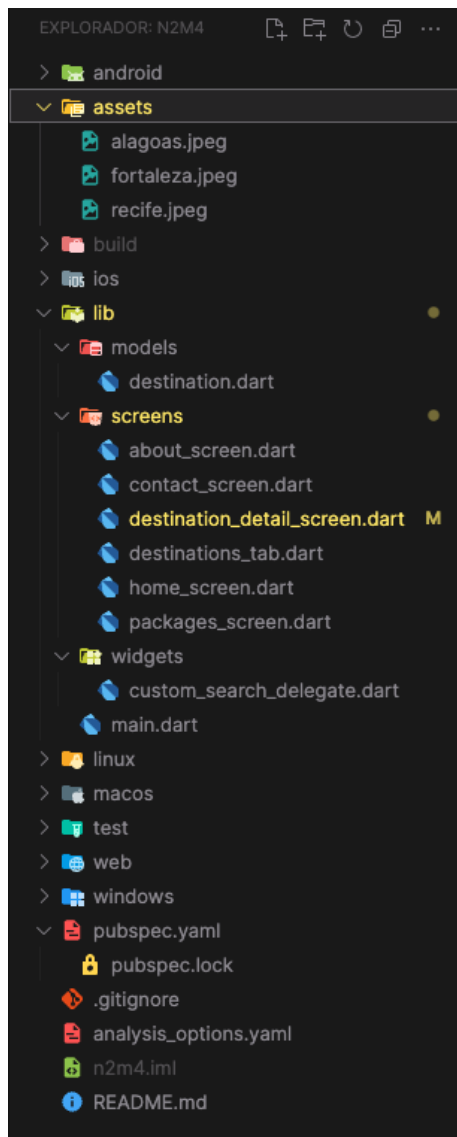 EXPLORADOR: N2M4
android
assets
alagoas.jpeg
fortaleza.jpeg
recife.jpeg
build
iOS ios
lib
models
destination.dart
screens
about_screen.dart
contact_screen.dart
destination_detail_screen.dart M
destinations_tab.dart
home_screen.dart
packages_screen.dart
widgets
custom_search_delegate.dart
main.dart
linux
macos
test
web
windows
pubspec.yaml
pubspec.lock
.gitignore
analysis_options.yaml
n2m4.iml
README.md